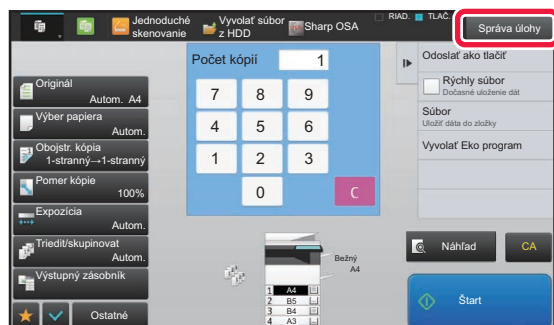 Jednoduché
skenovanie
Vyvolať súbor
z HDD
Sharp OSA
RIAD.
TLAČ.
Správa úlohy
Originál
Autom. A4
Výber papiera
Autom.
Obojstr. kópia
1-stranný→1-stranný
Pomer kópie
100%
Expozícia
Autom.
Triediť/skupinovat
Autom.
Výstupný zásobník
Ostatné
Počet kópií
1
7 8 9
4 5 6
1 2 3
0 C
Bežný
A4
1 A4
2 B5
3 B4
4 A3
Odoslať ako tlačiť
Rýchly súbor
Dočasné uloženie dát
Súbor
Uložiť dáta do zložky
Vyvolať Eko program
Náhľad
CA
Štart